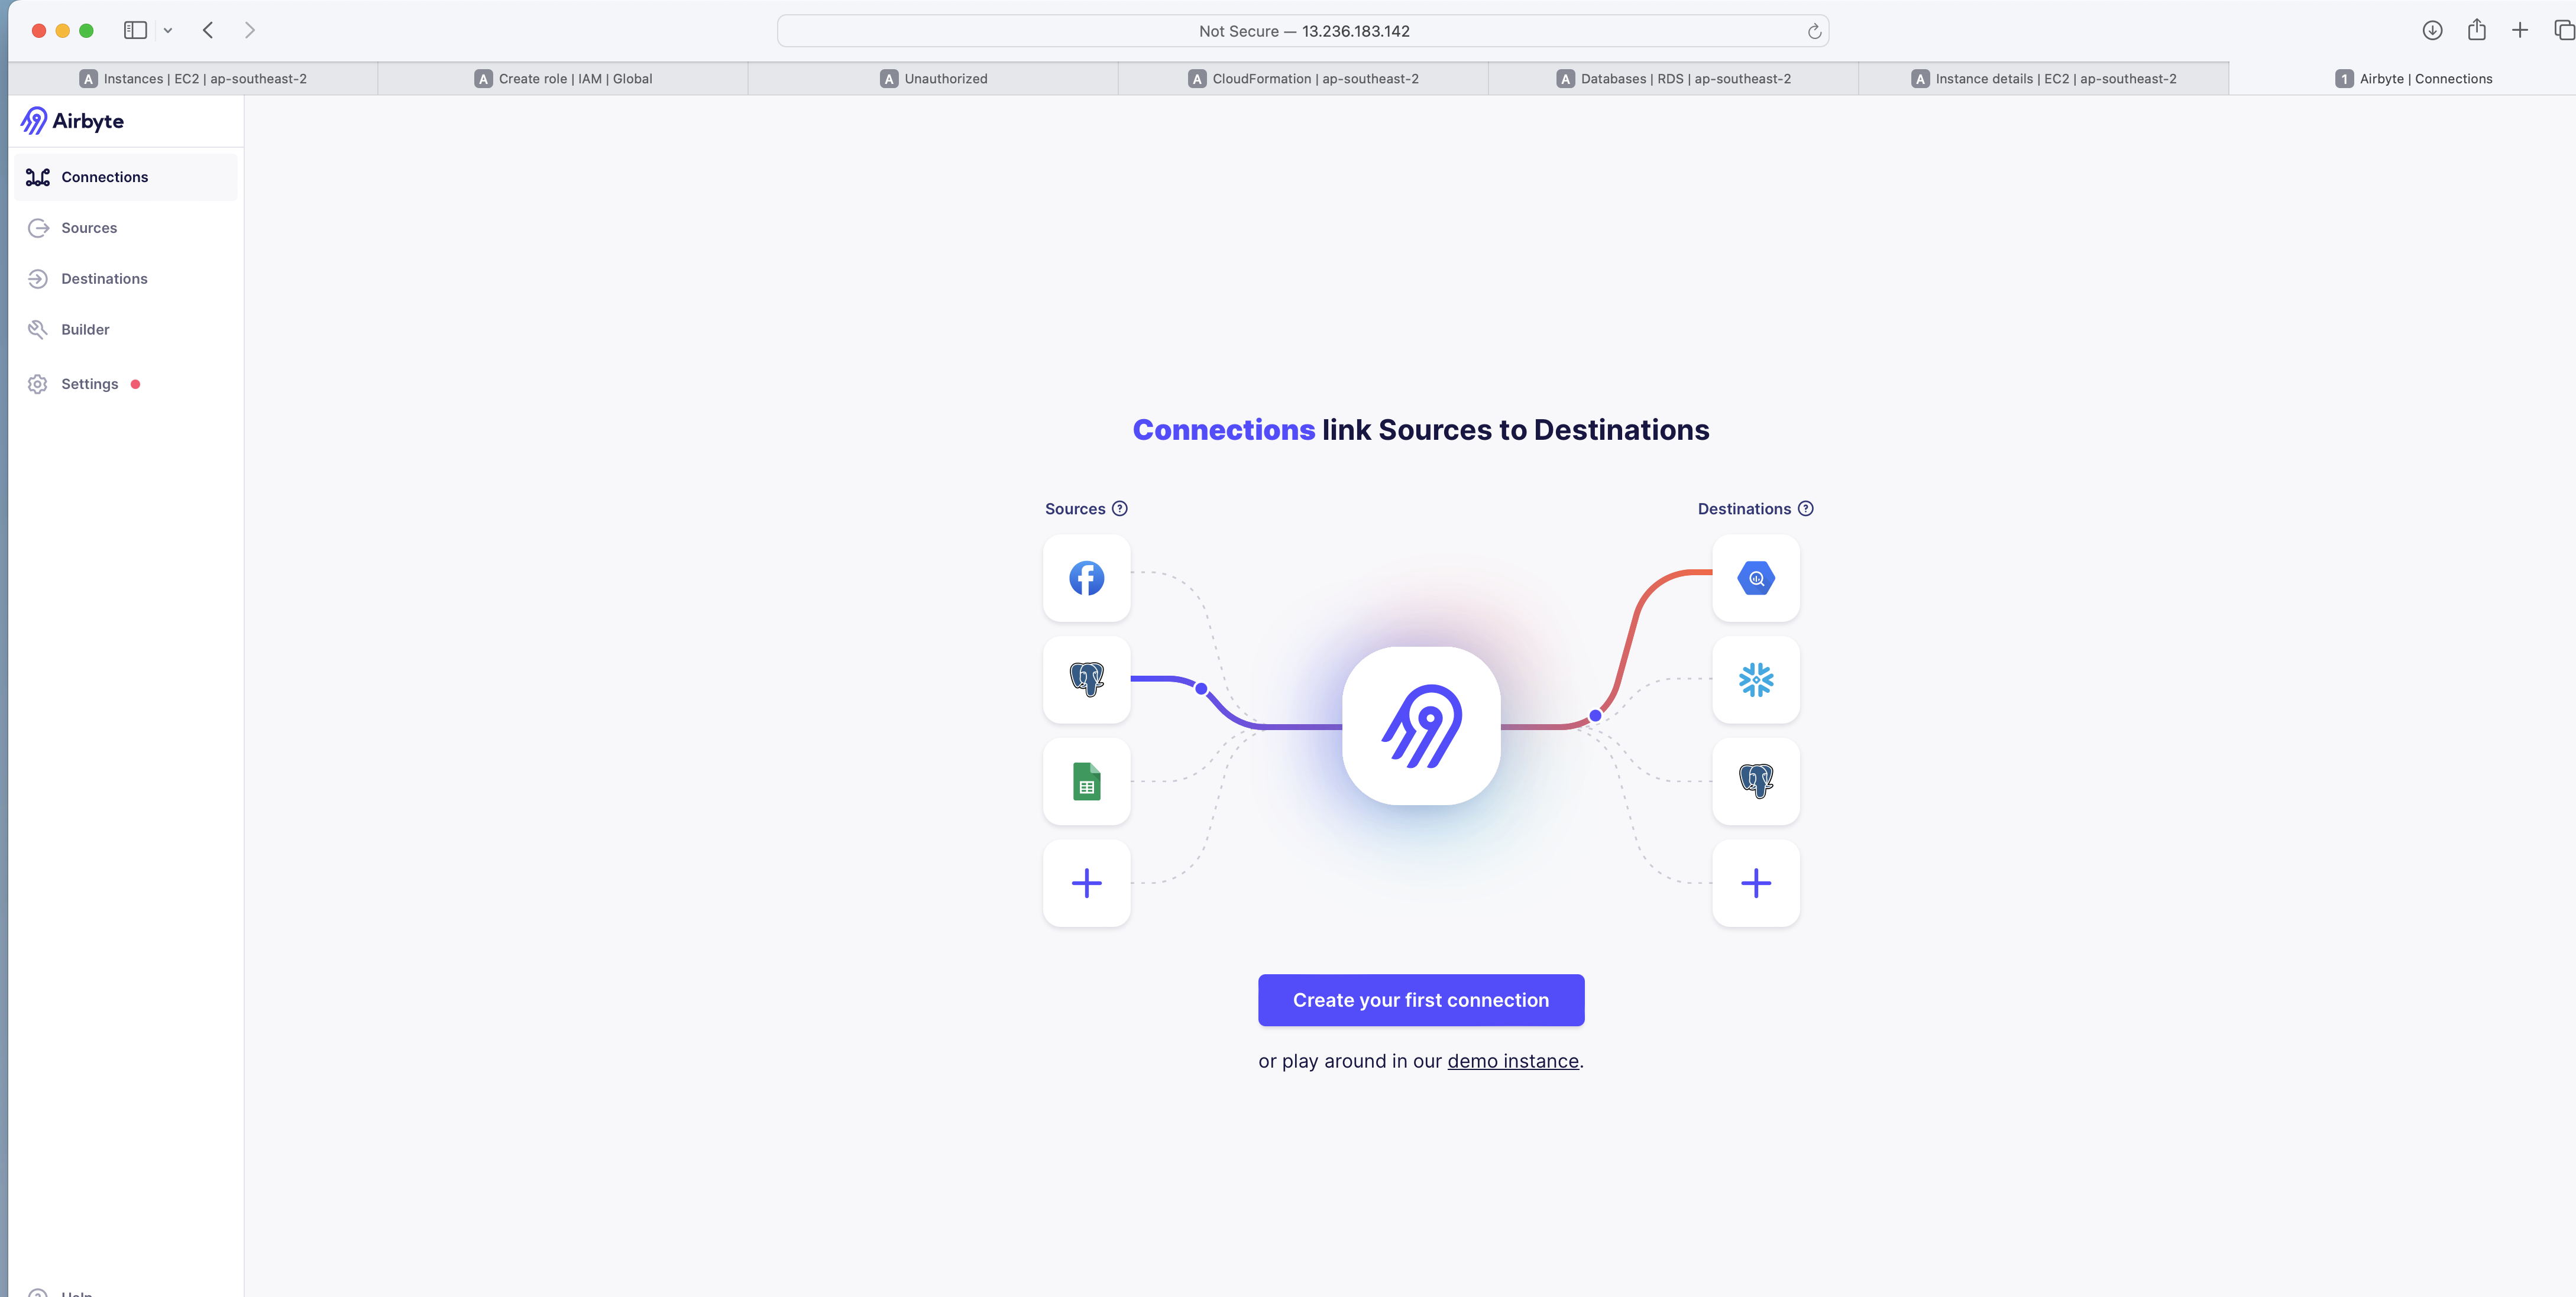 Not Secure — 13.236.183.142
A Instances | EC2 | ap-southeast-2
A Create role | IAM | Global
A Unauthorized
A CloudFormation | ap-southeast-2
A Databases | RDS | ap-southeast-2
A Instance details | EC2 | ap-southeast-2
1 Airbyte | Connections
Airbyte
Connections
Sources
Destinations
Builder
Settings
Connections link Sources to Destinations
Sources ?
Destinations ?
Create your first connection
or play around in our demo instance.